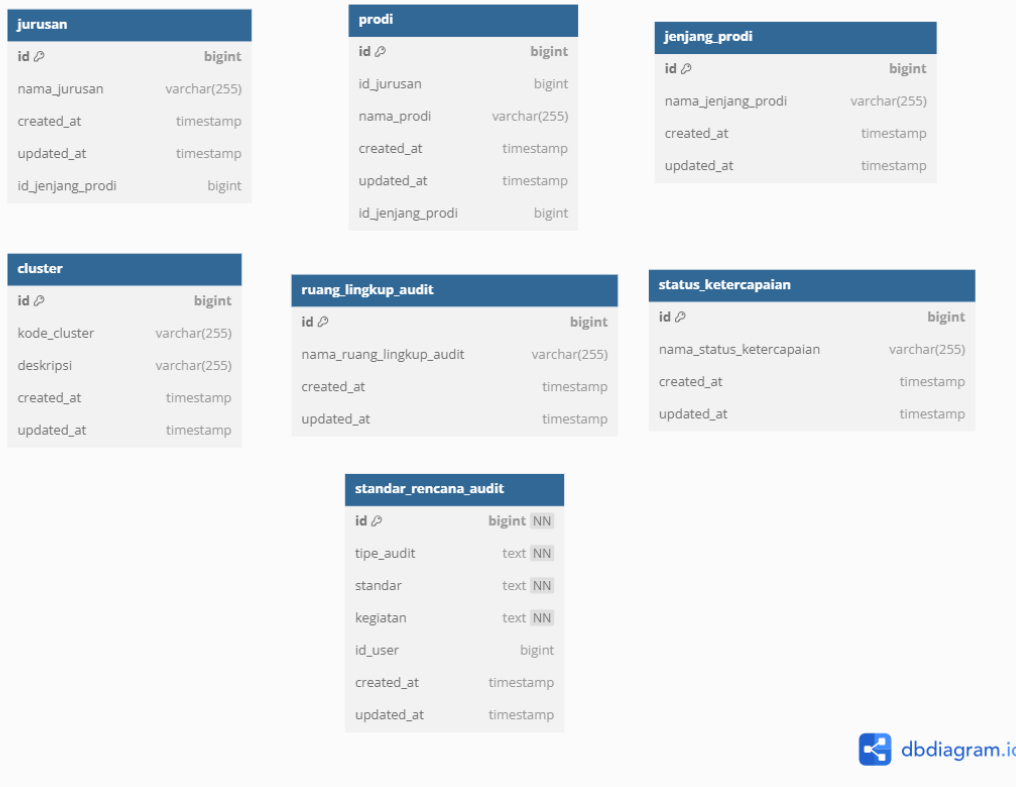 jurusan
id bigint
nama_jurusan varchar(255)
created_at timestamp
updated_at timestamp
id_jenjang_prodi bigint
prodi
id bigint
id_jurusan bigint
nama_prodi varchar(255)
created_at timestamp
updated_at timestamp
id_jenjang_prodi bigint
jenjang_prodi
id bigint
nama_jenjang_prodi varchar(255)
created_at timestamp
updated_at timestamp
cluster
id bigint
kode_cluster varchar(255)
deskripsi varchar(255)
created_at timestamp
updated_at timestamp
ruang_lingkup_audit
id bigint
nama_ruang_lingkup_audit varchar(255)
created_at timestamp
updated_at timestamp
status_ketercapaian
id bigint
nama_status_ketercapaian varchar(255)
created_at timestamp
updated_at timestamp
standar_rencana_audit
id bigint NN
tipe_audit text NN
standar text NN
kegiatan text NN
id_user bigint
created_at timestamp
updated_at timestamp
dbdiagram.io